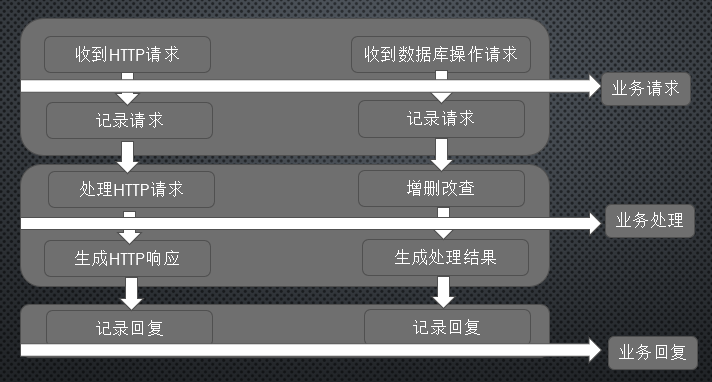 收到HTTP请求
收到数据库操作请求
业务请求
记录请求
记录请求
处理HTTP请求
增删改查
业务处理
生成HTTP响应
生成处理结果
记录回复
记录回复
业务回复